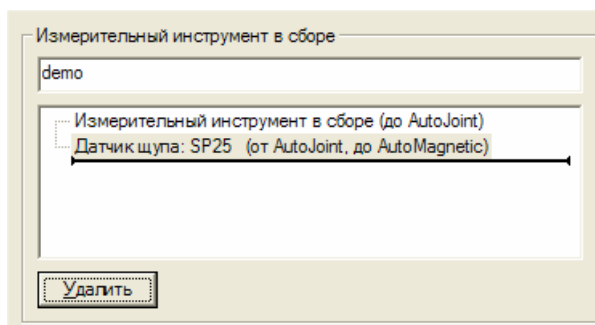 Измерительный инструмент в сборе
demo
Измерительный инструмент в сборе (до AutoJoint)
Датчик щупа: SP25 (от AutoJoint, до AutoMagnetic)
Удалить